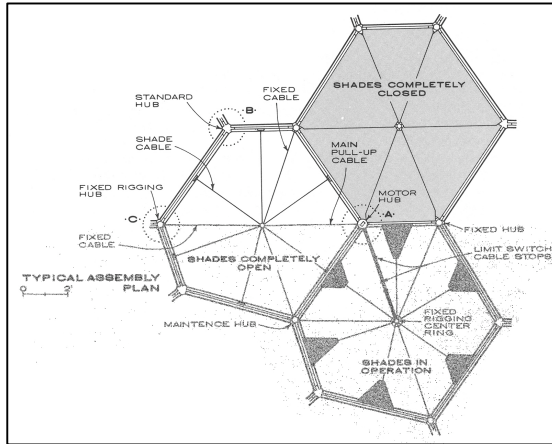 SHADES COMPLETELY
CLOSED
FIXED
CABLE
STANDARD
HUB
·B·
SHADE
CABLE
MAIN
PULL-UP
CABLE
FIXED RIGGING
HUB
MOTOR
HUB
·C·
·A·
FIXED HUB
FIXED
CABLE
LIMIT SWITCH
CABLE STOPS
SHADES COMPLETELY
OPEN
TYPICAL ASSEMBLY
PLAN
0 2'
MAINTENCE HUB
FIXED
RIGGING
CENTER
RING
SHADES IN
OPERATION